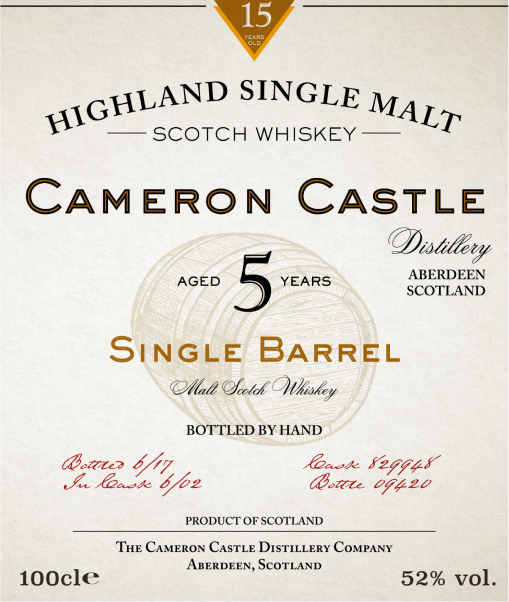 15
YEARS
OLD
HIGHLAND SINGLE MALT
SCOTCH WHISKEY
CAMERON CASTLE
Distillery
ABERDEEN
SCOTLAND
AGED 5 YEARS
SINGLE BARREL
Malt Scotch Whiskey
BOTTLED BY HAND
Bottled 6/17
In Cask 6/02
Cask 829948
Bottle 09420
PRODUCT OF SCOTLAND
THE CAMERON CASTLE DISTILLERY COMPANY
ABERDEEN, SCOTLAND
100cl℮
52% vol.